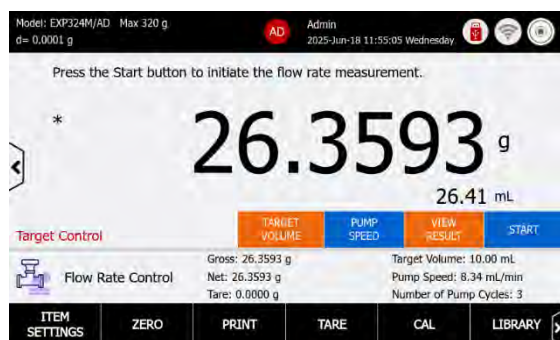 Model: EXP324M/AD Max 320 g
d= 0.0001 g
AD
Admin
2025-Jun-18 11:55:05 Wednesday
Press the Start button to initiate the flow rate measurement.
*
26.3593 g
26.41 mL
Target Control
TARGET VOLUME
PUMP SPEED
VIEW RESULT
START
Flow Rate Control
Gross: 26.3593 g
Net: 26.3593 g
Tare: 0.0000 g
Target Volume: 10.00 mL
Pump Speed: 8.34 mL/min
Number of Pump Cycles: 3
ITEM SETTINGS
ZERO
PRINT
TARE
CAL
LIBRARY